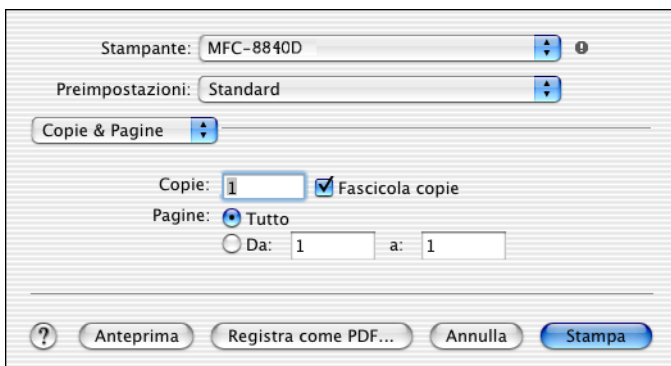 Stampante: MFC-8840D
Preimpostazioni: Standard
Copie & Pagine
Copie: 1 Fascicola copie
Pagine: Tutto
Da: 1 a: 1
? Anteprima Registra come PDF... Annulla Stampa